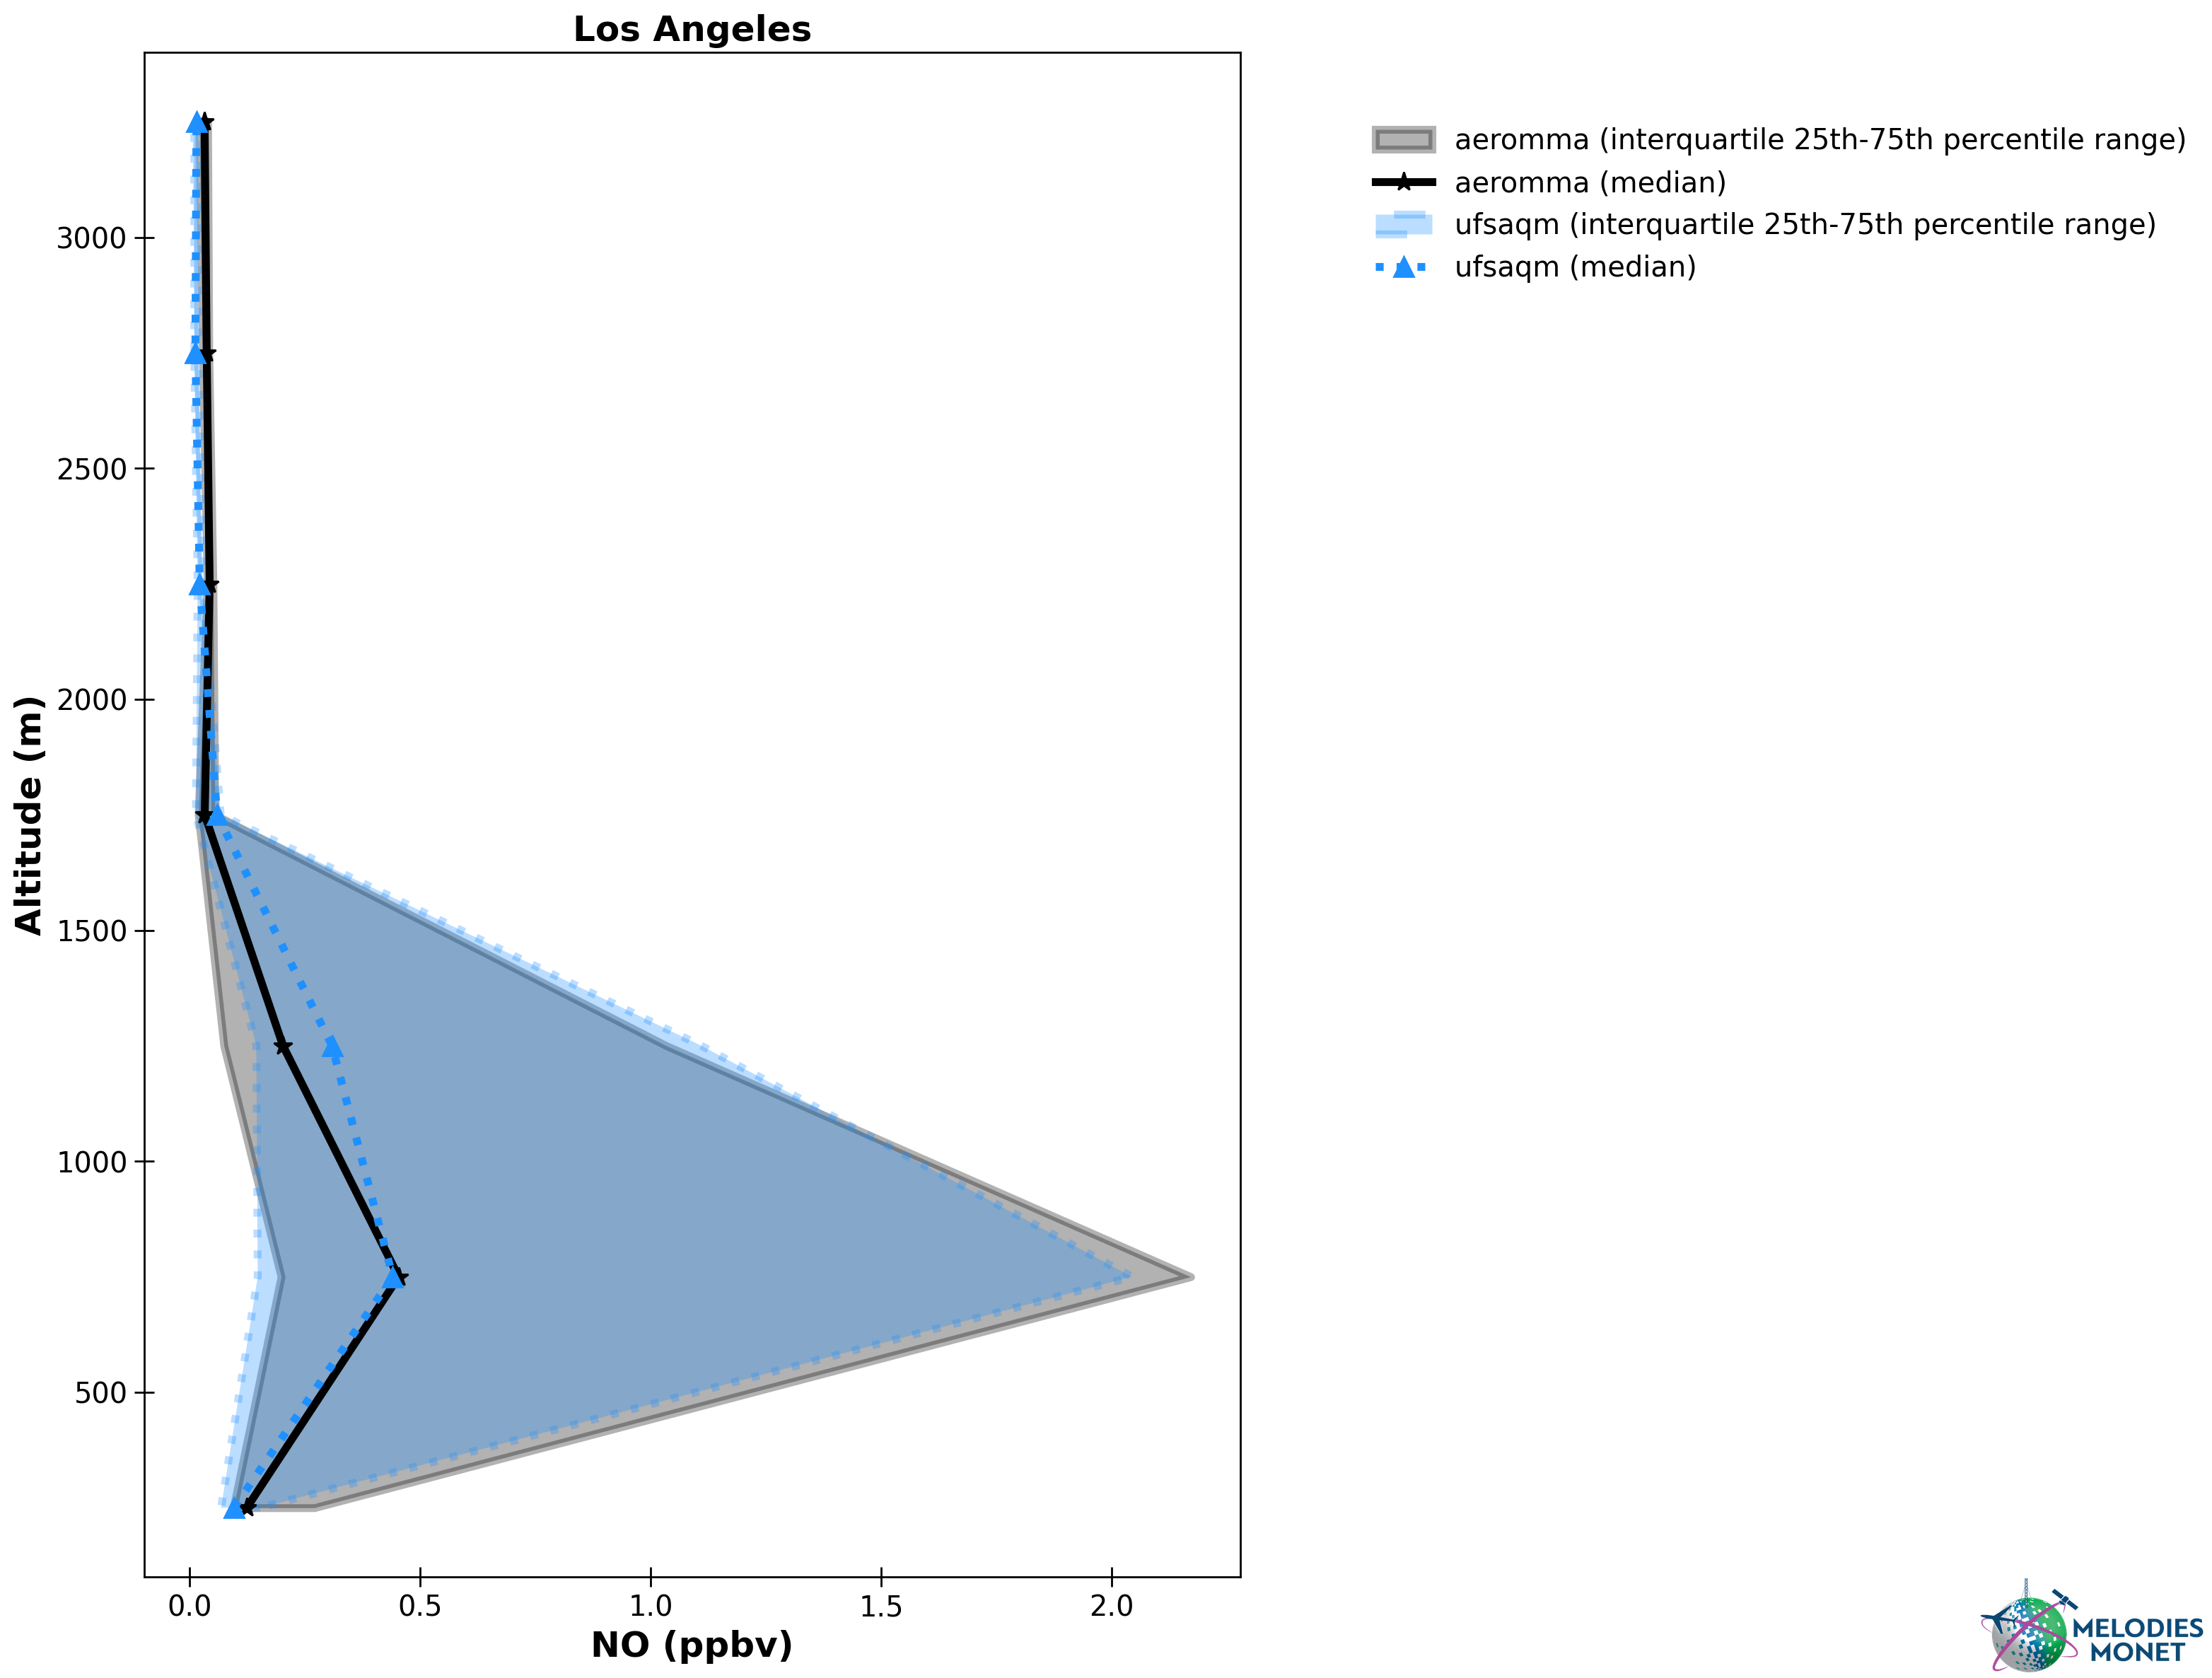 Los Angeles
aeromma (interquartile 25th-75th percentile range)
aeromma (median)
ufsaqm (interquartile 25th-75th percentile range)
ufsaqm (median)
Altitude (m)
3000
2500
2000
1500
1000
500
0.0 0.5 1.0 1.5 2.0
NO (ppbv)
MELODIES
MONET